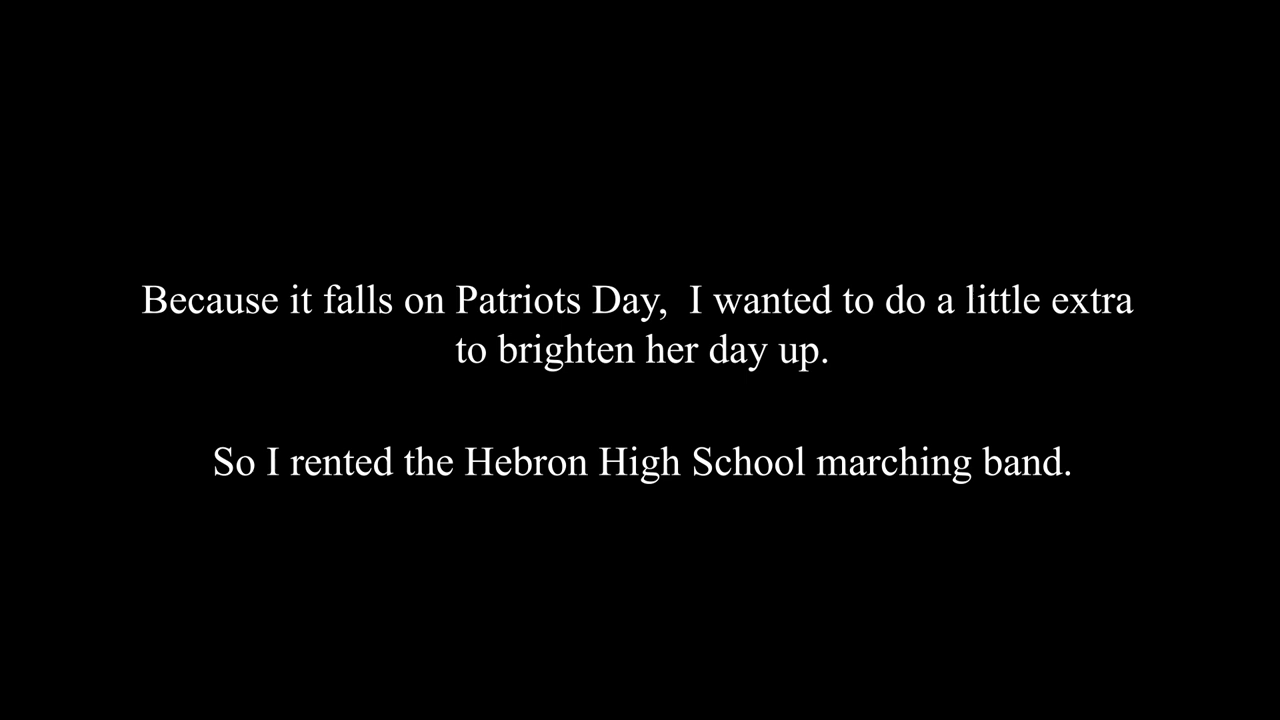 Because it falls on Patriots Day,  I wanted to do a little extra
to brighten her day up.
So I rented the Hebron High School marching band.